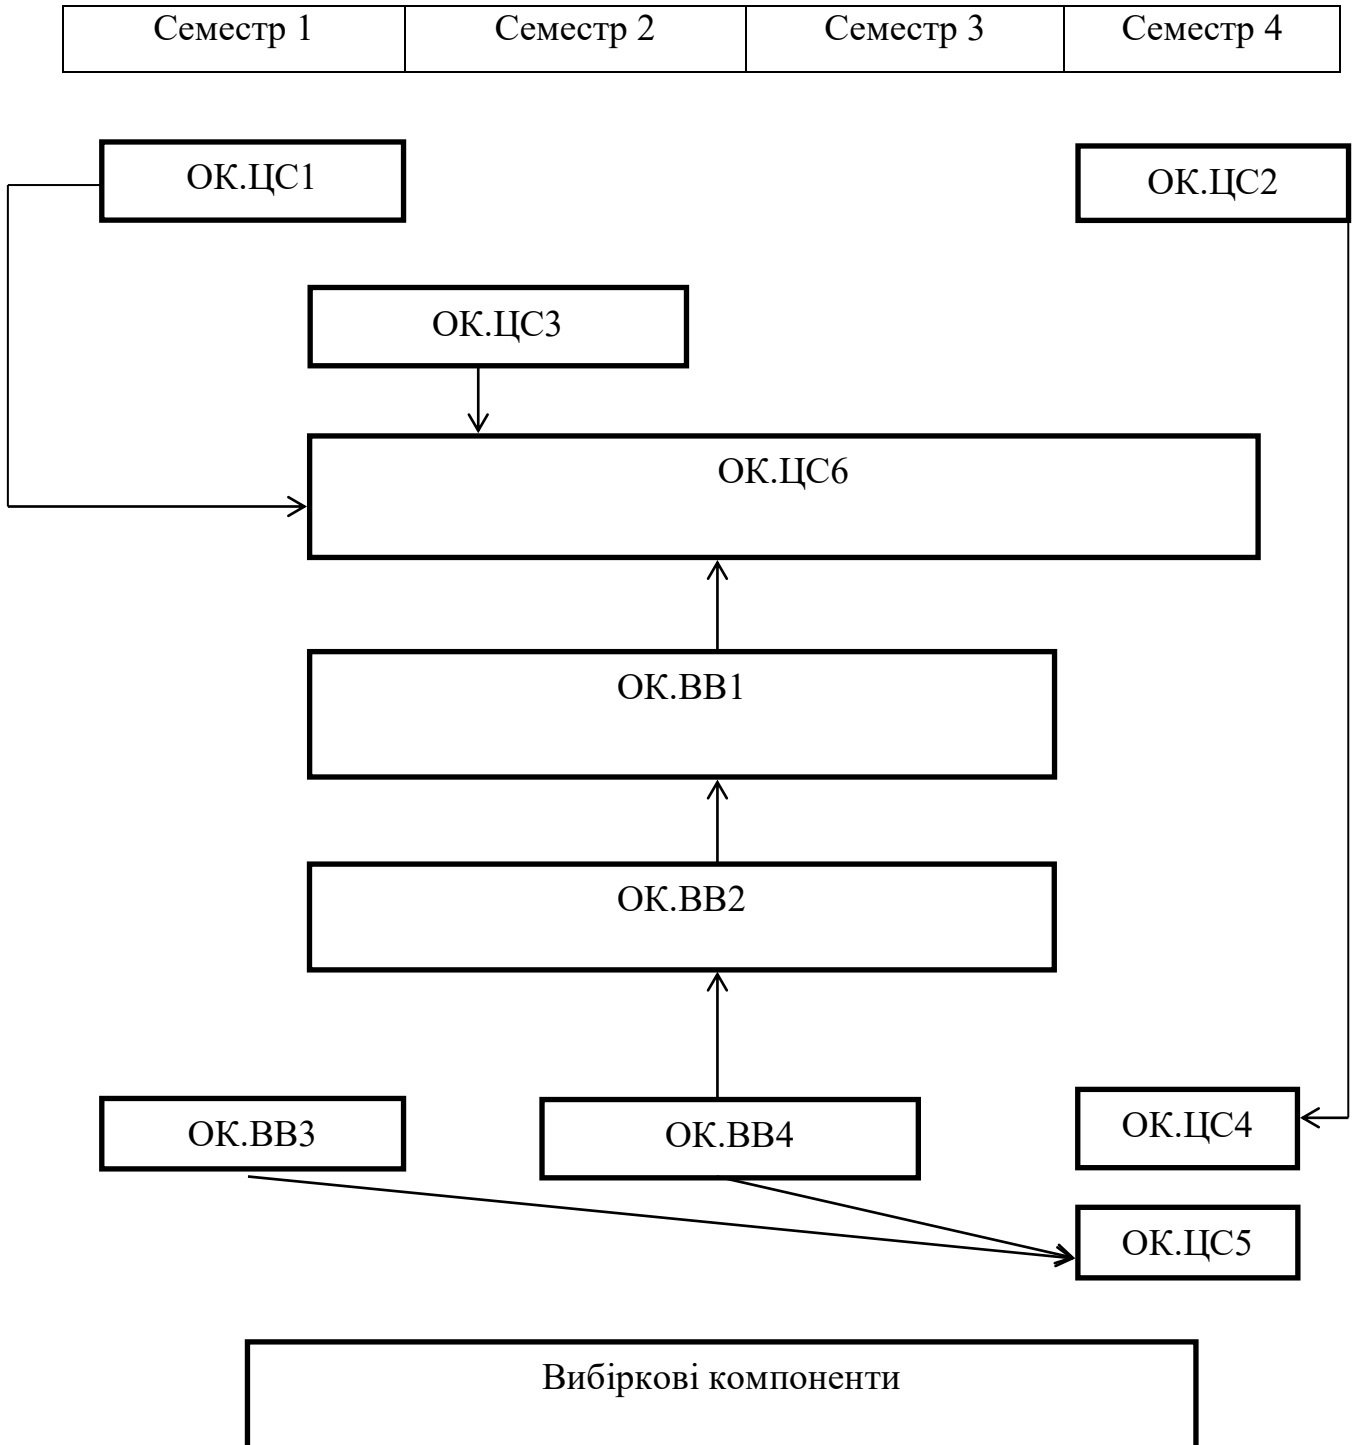 Семестр 1
Семестр 2
Семестр 3
Семестр 4
ОК.ЦС1
ОК.ЦС2
ОК.ЦС3
ОК.ЦС6
ОК.ВВ1
ОК.ВВ2
ОК.ВВ3
ОК.ВВ4
ОК.ЦС4
ОК.ЦС5
Вибіркові компоненти